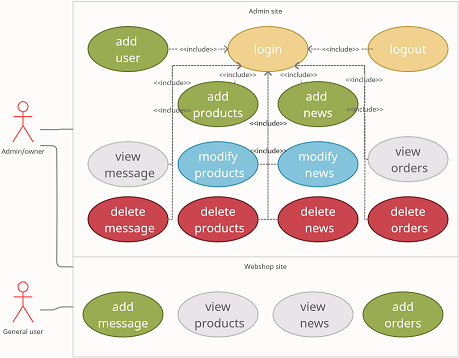 Admin site
add
user
<<include>>
login
<<include>>
logout
<<include>>
<<include>>
<<include>>
<<include>>
add
products
add
news
<<include>>
<<include>>
<<include>>
Admin/owner
<<include>>
view
message
modify
products
modify
news
view
orders
delete
message
delete
products
delete
news
delete
orders
Webshop site
add
message
view
products
view
news
add
orders
General user